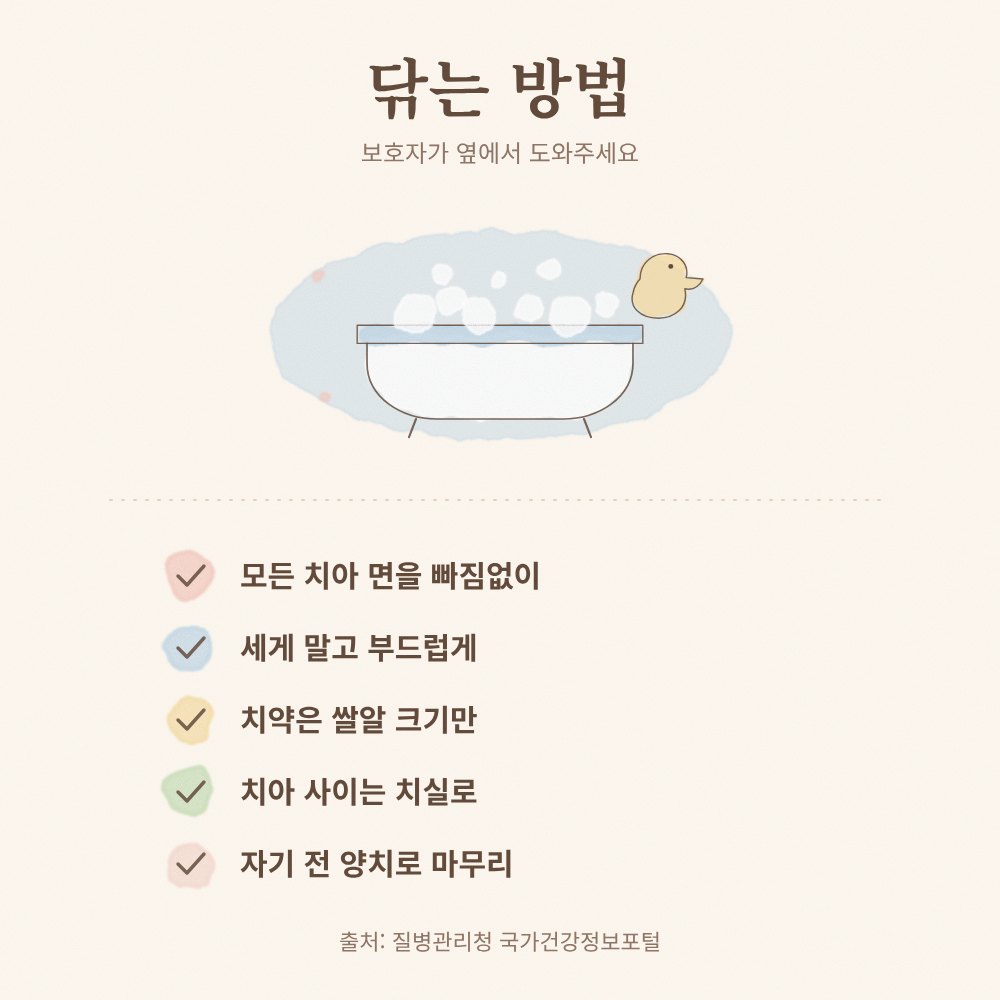 닦는 방법
보호자가 옆에서 도와주세요
모든 치아 면을 빠짐없이
세게 말고 부드럽게
치약은 쌀알 크기만
치아 사이는 치실로
자기 전 양치로 마무리
출처: 질병관리청 국가건강정보포털